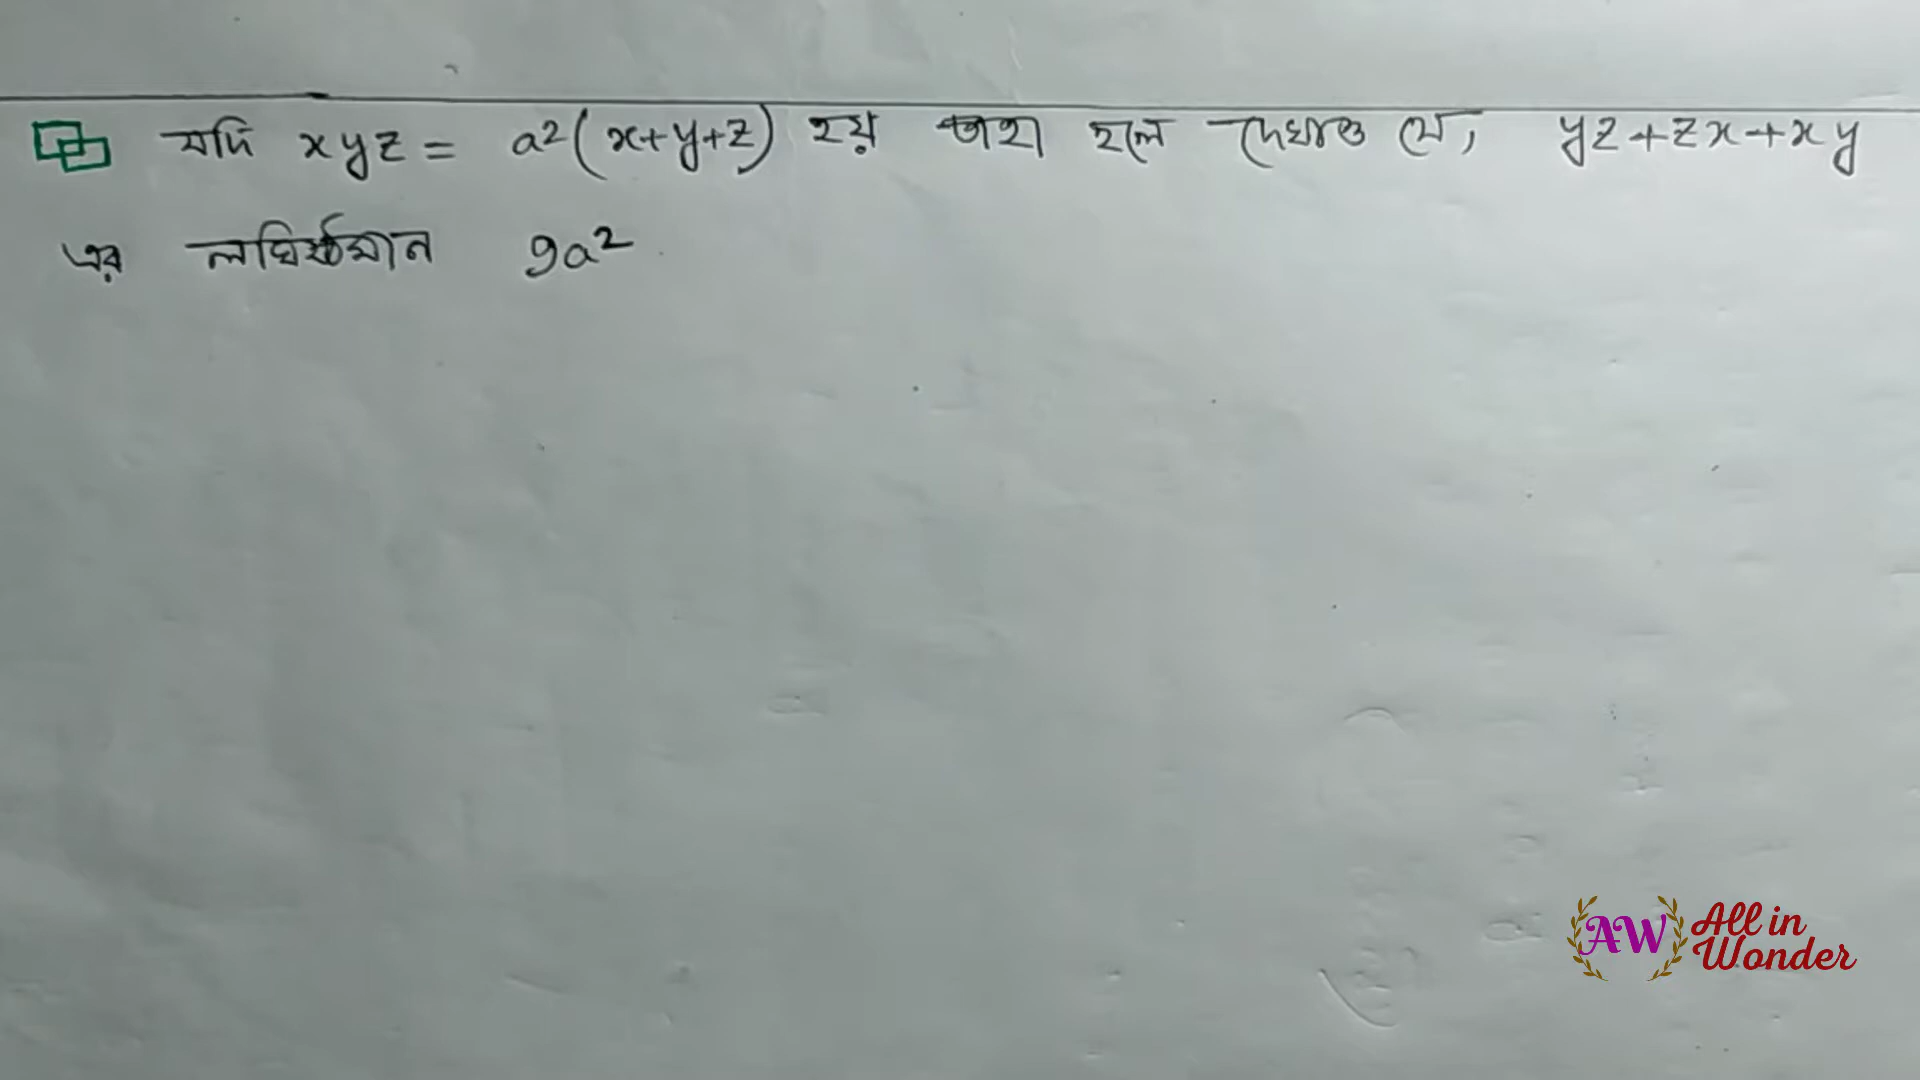 যদি xyz = a²(x+y+z) হয় তাহা হলে দেখাও যে, yz+zx+xy
এর লঘিষ্ঠমান 9a²
AW All in
Wonder